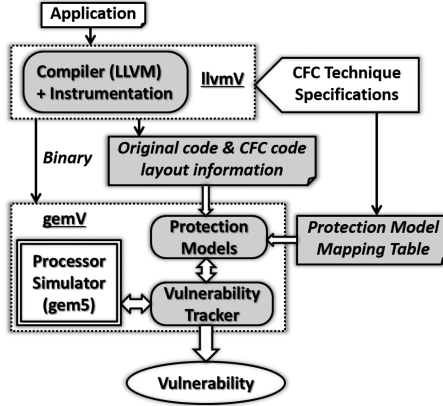 Application
Compiler (LLVM)
+ Instrumentation
llvmV
CFC Technique
Specifications
Binary
Original code & CFC code
layout information
gemV
Protection
Models
Protection Model
Mapping Table
Processor
Simulator
(gem5)
Vulnerability
Tracker
Vulnerability